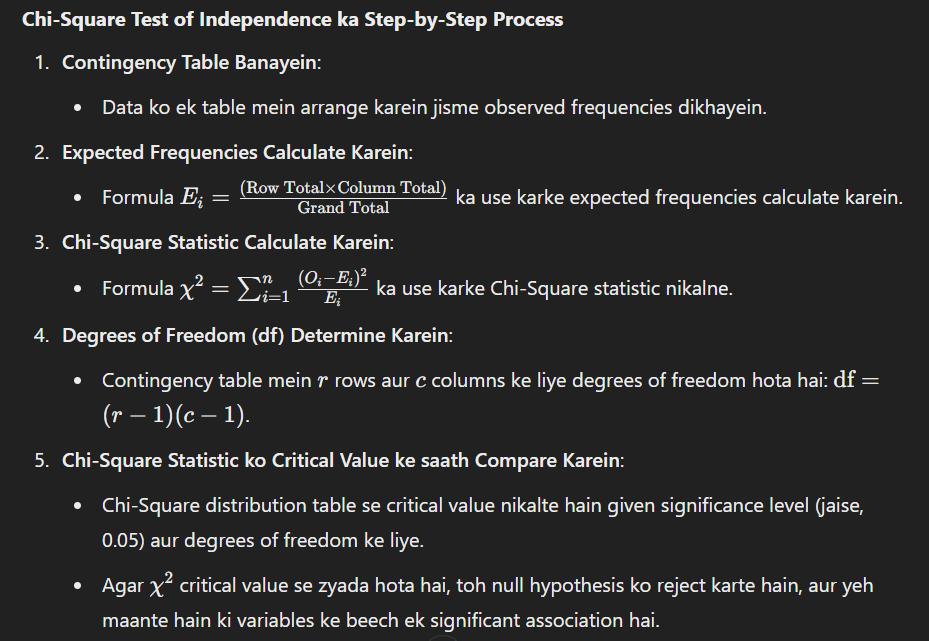 Chi-Square Test of Independence ka Step-by-Step Process
1. Contingency Table Banayein:
• Data ko ek table mein arrange karein jisme observed frequencies dikhayein.
2. Expected Frequencies Calculate Karein:
• Formula $E_i = \frac{(\text{Row Total} \times \text{Column Total})}{\text{Grand Total}}$ ka use karke expected frequencies calculate karein.
3. Chi-Square Statistic Calculate Karein:
• Formula $\chi^2 = \sum_{i=1}^{n} \frac{(O_i - E_i)^2}{E_i}$ ka use karke Chi-Square statistic nikalne.
4. Degrees of Freedom (df) Determine Karein:
• Contingency table mein $r$ rows aur $c$ columns ke liye degrees of freedom hota hai: df =
$(r - 1)(c - 1)$.
5. Chi-Square Statistic ko Critical Value ke saath Compare Karein:
• Chi-Square distribution table se critical value nikalte hain given significance level (jaise,
0.05) aur degrees of freedom ke liye.
• Agar $\chi^2$ critical value se zyada hota hai, toh null hypothesis ko reject karte hain, aur yeh
maante hain ki variables ke beech ek significant association hai.